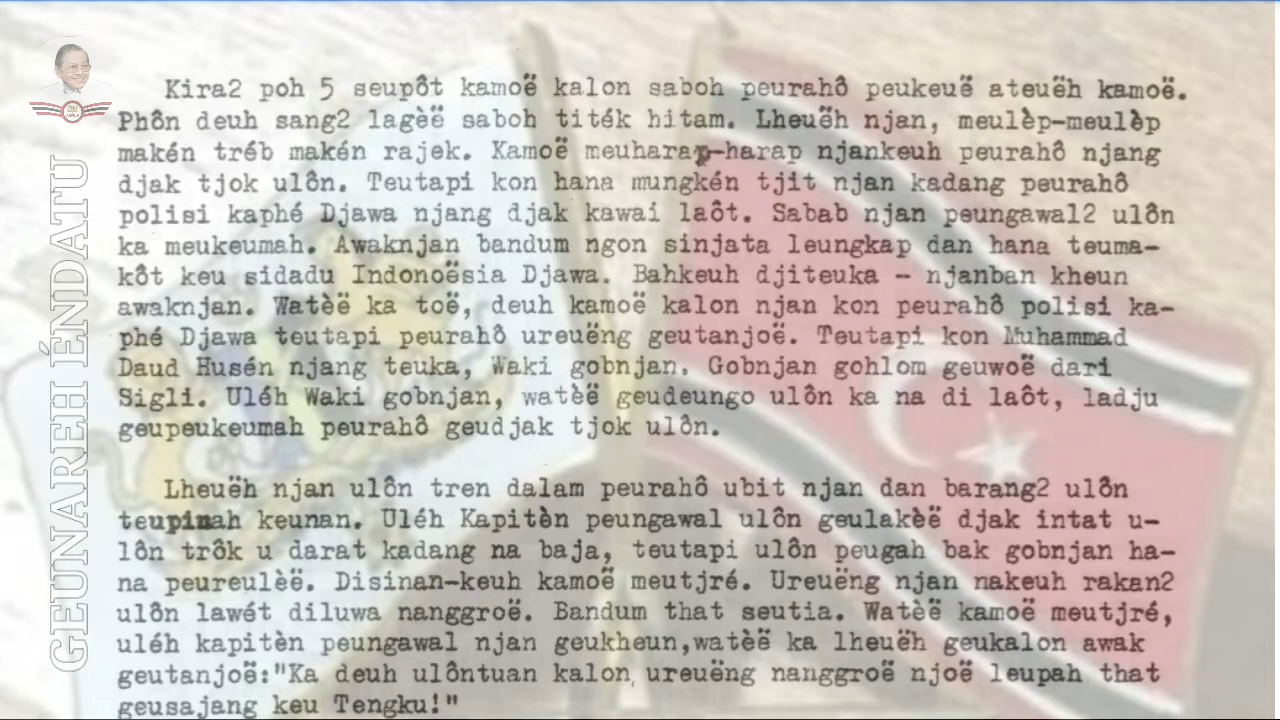 Kira2 poh 5 seupôt kamoë kalon saboh peurahô peukeuë ateuëh kamoë.
Phôn deuh sang2 lagèë saboh titék hitam. Lheuëh njan, meulèp-meulèp
makén tréb makén rajek. Kamoë meuharap-harap njankeuh peurahô njang
djak tjok ulôn. Teutapi kon hana mungkén tjit njan kadang peurahô
polisi kaphé Djawa njang djak kawai laôt. Sabab njan peungawal2 ulôn
ka meukeumah. Awaknjan bandum ngon sinjata leungkap dan hana teuma-
kôt keu sidadu Indonoësia Djawa. Bahkeuh djiteuka - njanban kheun
awaknjan. Watèë ka toë, deuh kamoë kalon njan kon peurahô polisi ka-
phé Djawa teutapi peurahô ureuëng geutanjoë. Teutapi kon Muhammad
Daud Husén njang teuka, Waki gobnjan. Gobnjan gohlom geuwoë dari
Sigli. Uléh Waki gobnjan, watèë geudeungo ulôn ka na di laôt, ladju
geupeukeumah peurahô geudjak tjok ulôn.
Lheuëh njan ulôn tren dalam peurahô ubit njan dan barang2 ulôn
teupinah keunan. Uléh Kapitèn peungawal ulôn geulakèë djak intat u-
lôn trôk u darat kadang na baja, teutapi ulôn peugah bak gobnjan ha-
na peureulèë. Disinan-keuh kamoë meutjré. Ureuëng njan nakeuh rakan2
ulôn lawét diluwa nanggroë. Bandum that seutia. Watèë kamoë meutjré,
uléh kapitèn peungawal njan geukheun,watèë ka lheuëh geukalon awak
geutanjoë:"Ka deuh ulôntuan kalon, ureuëng nanggroë njoë leupah that
geusajang keu Tengku!"
GEUNARIEH ÉNDATU